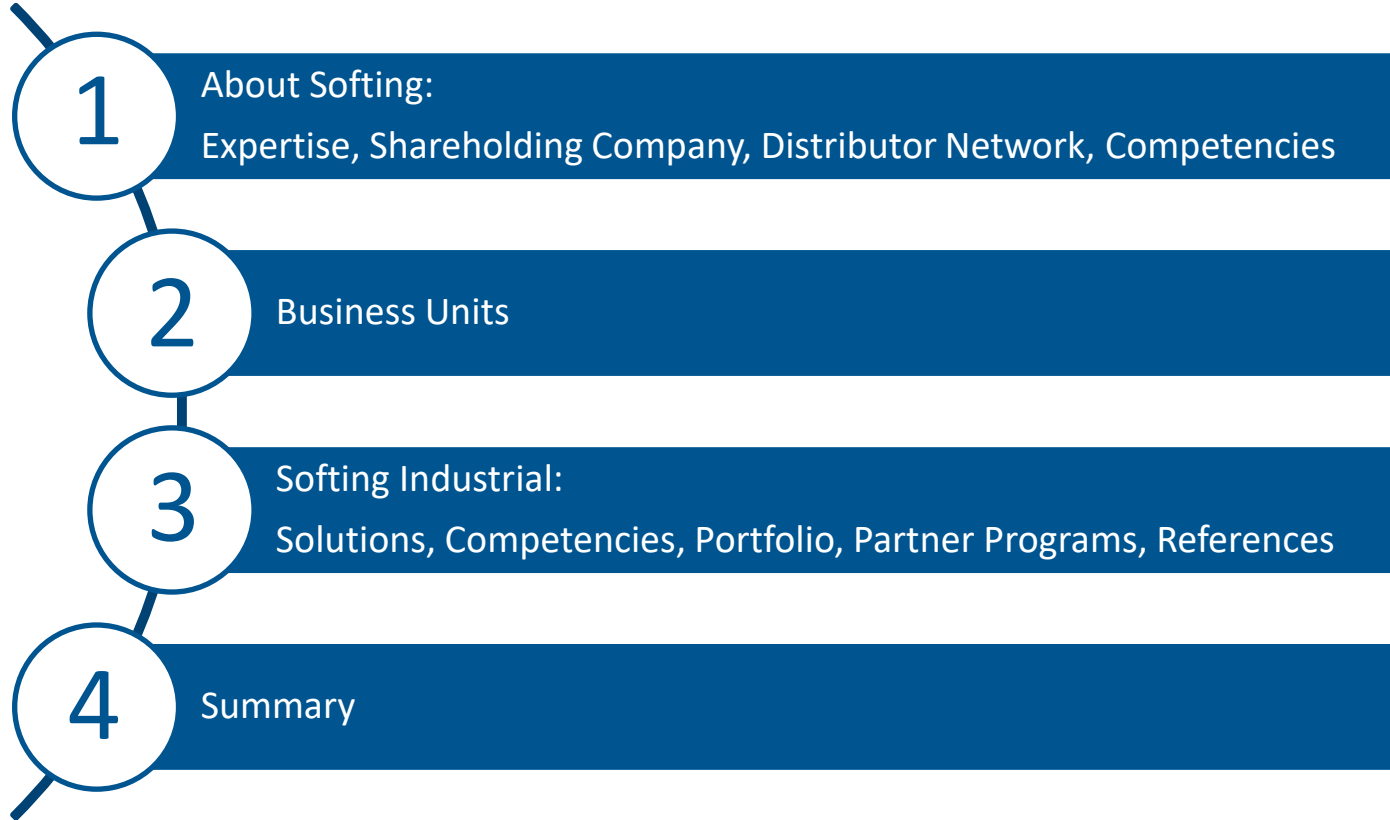 1
About Softing:
Expertise, Shareholding Company, Distributor Network, Competencies
2
Business Units
3
Softing Industrial:
Solutions, Competencies, Portfolio, Partner Programs, References
4
Summary